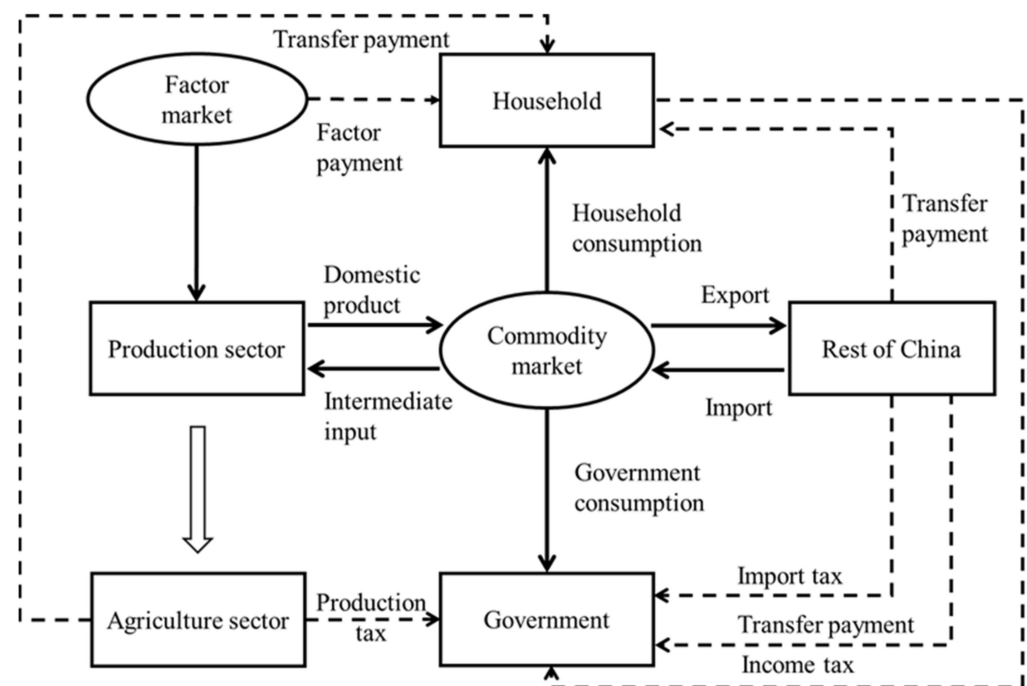 Transfer payment
Factor
market
Household
Factor
payment
Household
consumption
Transfer
payment
Domestic
product
Export
Production sector
Commodity
market
Rest of China
Intermediate
input
Import
Government
consumption
Import tax
Production
tax
Agriculture sector
Government
Transfer payment
Income tax